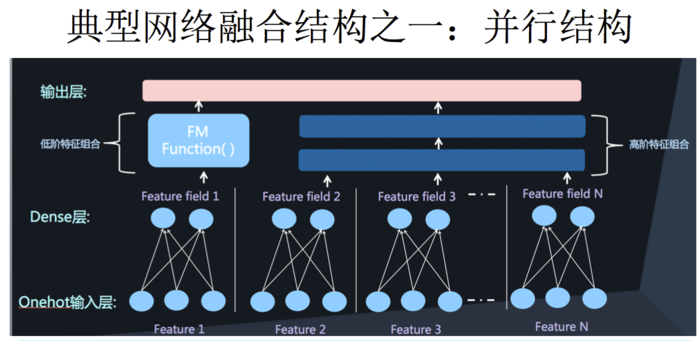 典型网络融合结构之一：并行结构
输出层:
FM
Function( )
低阶特征组合
高阶特征组合
Feature field 1
Feature field 2
Feature field 3
Feature field N
Dense层:
Onehot输入层:
Feature 1
Feature 2
Feature 3
Feature N